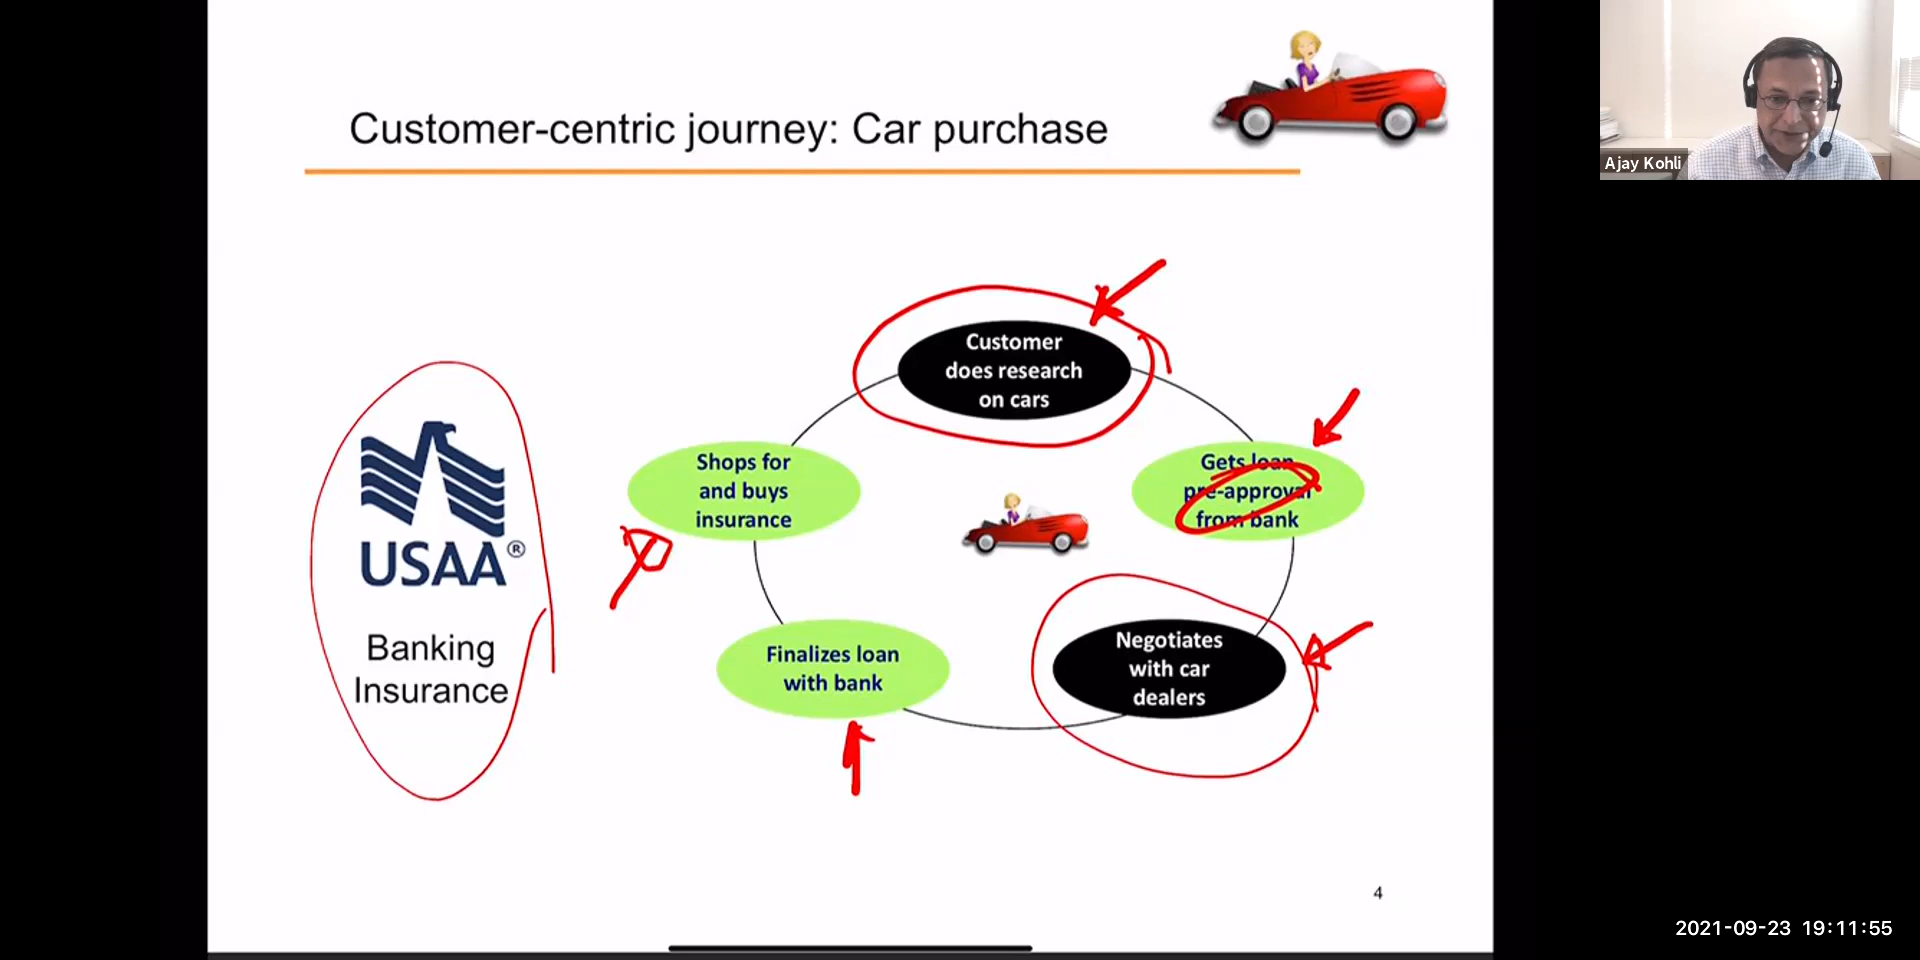 Customer-centric journey: Car purchase
Ajay Kohli
Customer
does research
on cars
Gets loan
pre-approval
from bank
Negotiates
with car
dealers
Finalizes loan
with bank
Shops for
and buys
insurance
USAA®
Banking
Insurance
4
2021-09-23 19:11:55